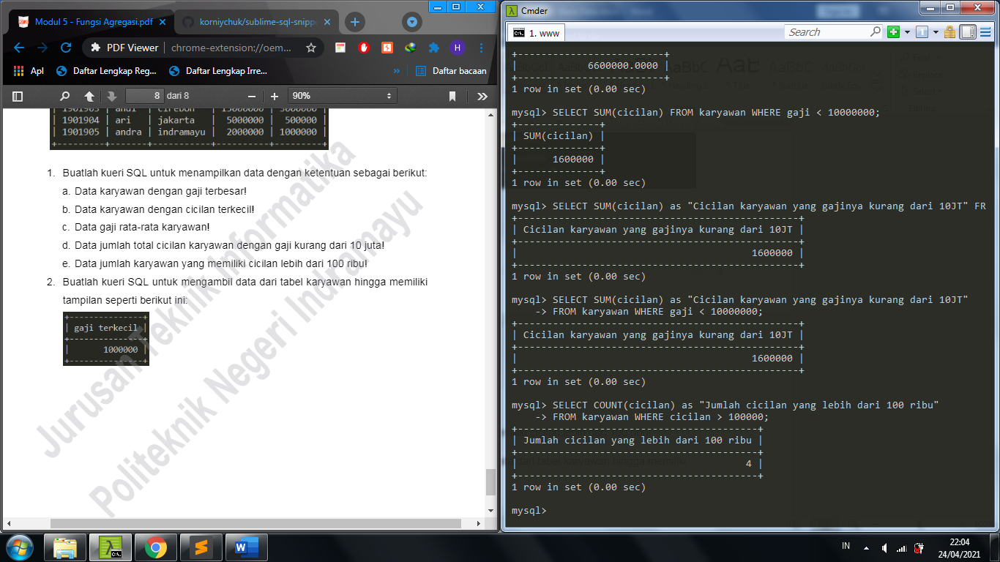 Modul 5 - Fungsi Agregasi.pdf
korniychuk/sublime-sql-snipp
PDF Viewer
chrome-extension://oem...
H
Apl
Daftar Lengkap Reg...
Daftar Lengkap Irre...
»
Daftar bacaan
8 dari 8
90%
| 1901903 | andi | cirebon | 15000000 | 3000000 |
| 1901904 | ari | jakarta | 5000000 | 500000 |
| 1901905 | andra | indramayu | 2000000 | 1000000 |
+---------+-------+-----------+----------+---------+
1. Buatlah kueri SQL untuk menampilkan data dengan ketentuan sebagai berikut:
a. Data karyawan dengan gaji terbesar!
b. Data karyawan dengan cicilan terkecil!
c. Data gaji rata-rata karyawan!
d. Data jumlah total cicilan karyawan dengan gaji kurang dari 10 juta!
e. Data jumlah karyawan yang memiliki cicilan lebih dari 100 ribu!
2. Buatlah kueri SQL untuk mengambil data dari tabel karyawan hingga memiliki
tampilan seperti berikut ini:
+---------------+
| gaji terkecil |
+---------------+
| 1000000 |
+---------------+
Jurusan Teknik Informatika
Politeknik Negeri Indramayu
Cmder
1. www
Search
+-------------------------+
| 6600000.0000 |
+-------------------------+
1 row in set (0.00 sec)
mysql> SELECT SUM(cicilan) FROM karyawan WHERE gaji < 10000000;
+--------------+
| SUM(cicilan) |
+--------------+
| 1600000 |
+--------------+
1 row in set (0.00 sec)
mysql> SELECT SUM(cicilan) as "Cicilan karyawan yang gajinya kurang dari 10JT" FR
+------------------------------------------------+
| Cicilan karyawan yang gajinya kurang dari 10JT |
+------------------------------------------------+
| 1600000 |
+------------------------------------------------+
1 row in set (0.00 sec)
mysql> SELECT SUM(cicilan) as "Cicilan karyawan yang gajinya kurang dari 10JT"
-> FROM karyawan WHERE gaji < 10000000;
+------------------------------------------------+
| Cicilan karyawan yang gajinya kurang dari 10JT |
+------------------------------------------------+
| 1600000 |
+------------------------------------------------+
1 row in set (0.00 sec)
mysql> SELECT COUNT(cicilan) as "Jumlah cicilan yang lebih dari 100 ribu"
-> FROM karyawan WHERE cicilan > 100000;
+-----------------------------------------+
| Jumlah cicilan yang lebih dari 100 ribu |
+-----------------------------------------+
| 4 |
+-----------------------------------------+
1 row in set (0.00 sec)
mysql>
IN
22:04
24/04/2021